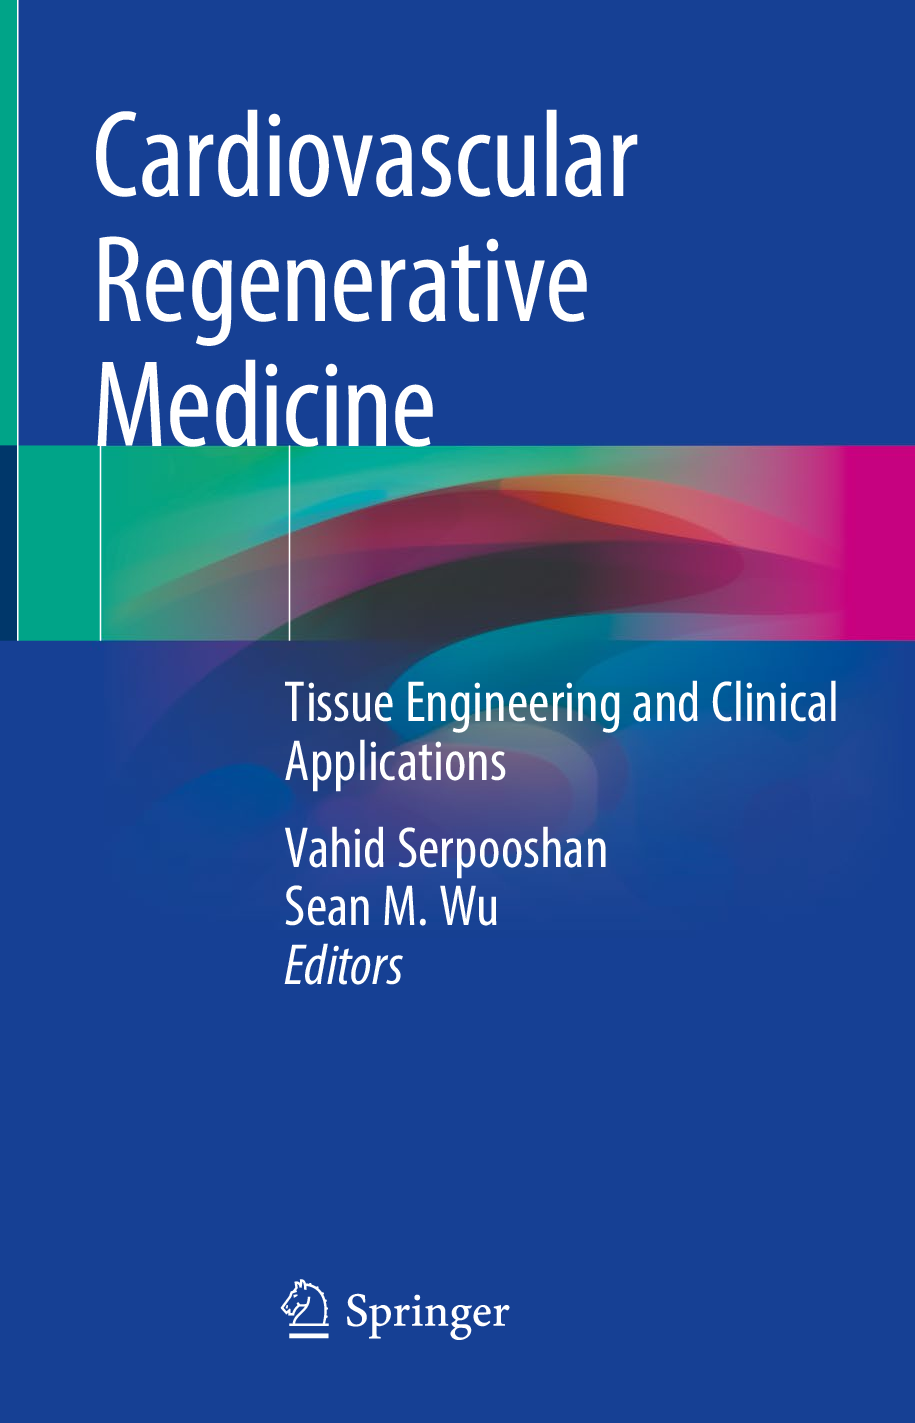 Cardiovascular
Regenerative
Medicine
Tissue Engineering and Clinical
Applications
Vahid Serpooshan
Sean M. Wu
Editors
Springer